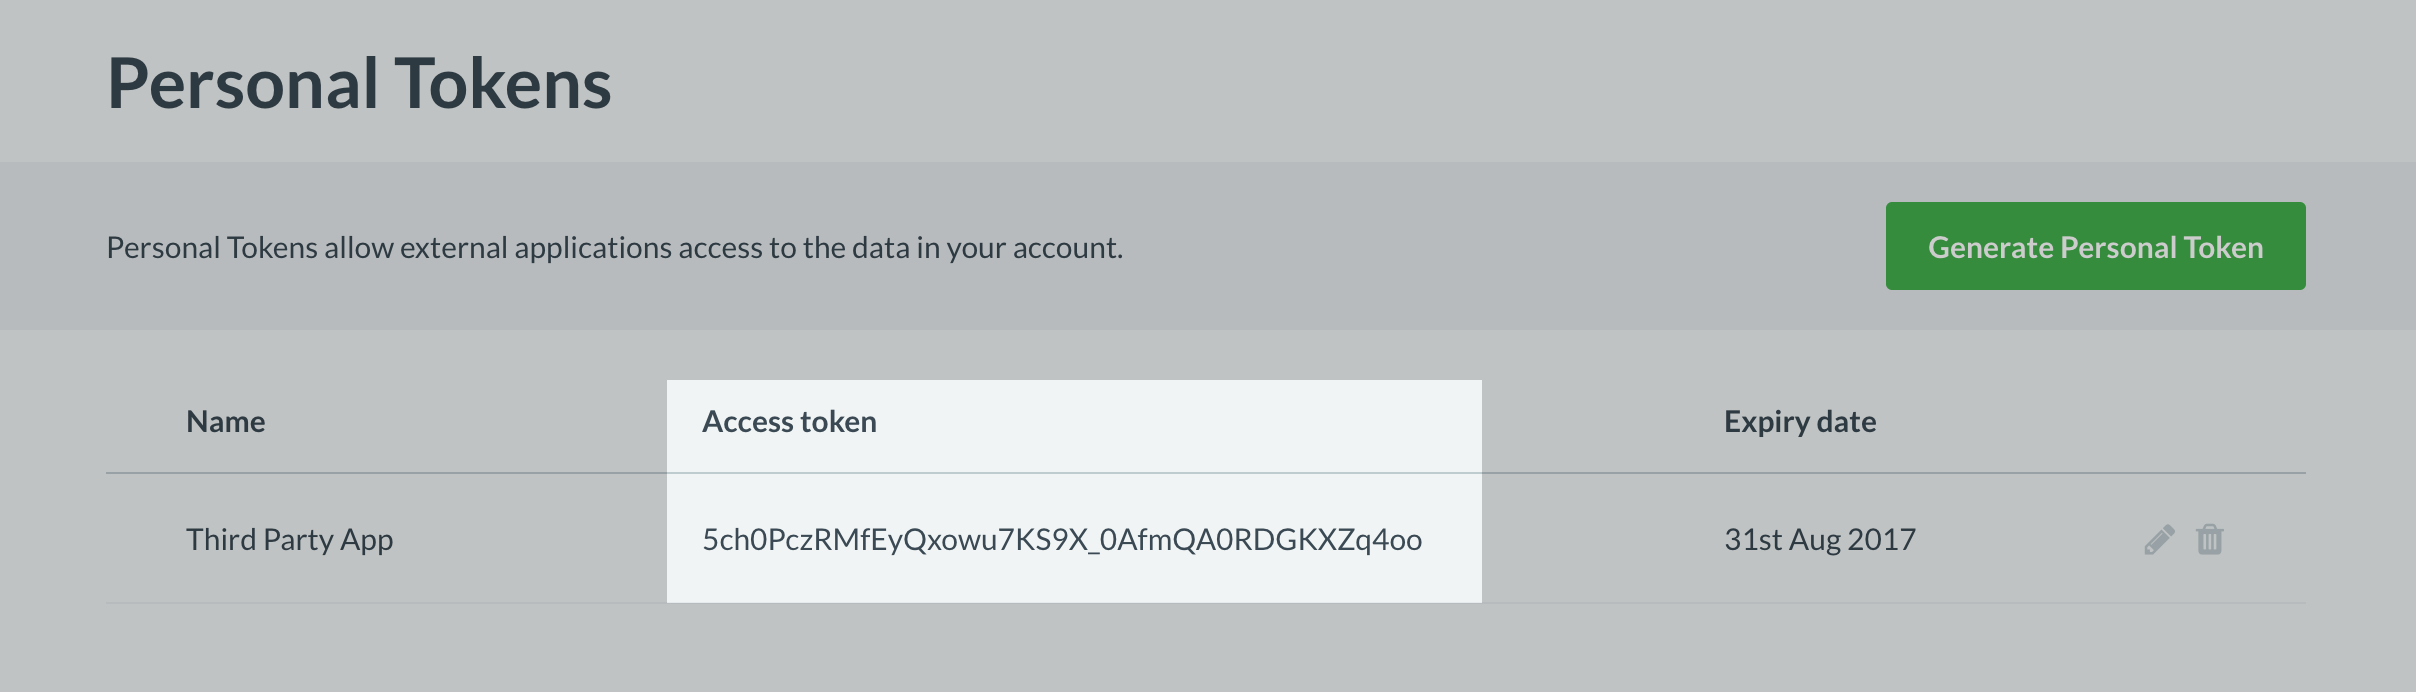 Personal Tokens
Personal Tokens allow external applications access to the data in your account.
Generate Personal Token
Name Access token Expiry date
Third Party App 5ch0PczRMfEyQxowu7KS9X_0AfmQA0RDGKXZq4oo 31st Aug 2017